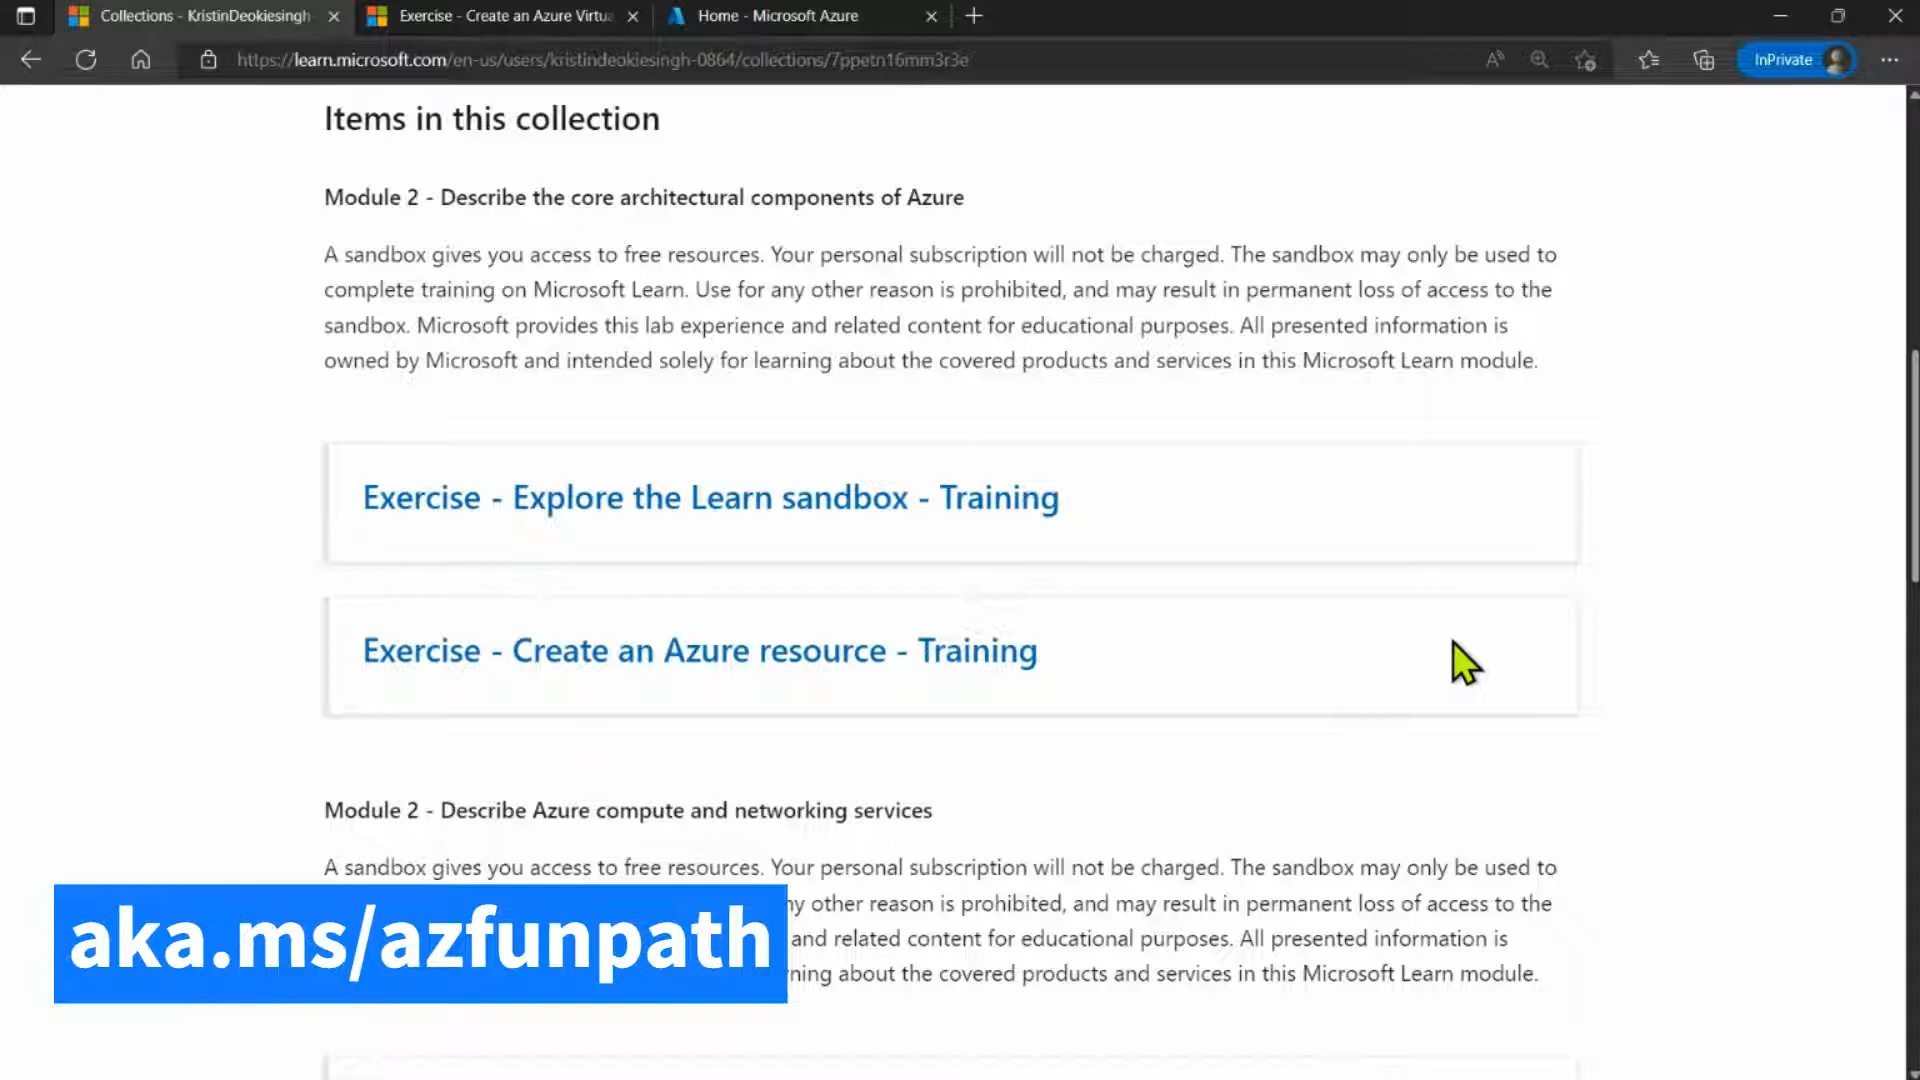 Collections - KristinDeokiesingh
Exercise - Create an Azure Virtua
Home - Microsoft Azure
https://learn.microsoft.com/en-us/users/kristindeokiesingh-0864/collections/7ppetn16mm3r3e
InPrivate
Items in this collection
Module 2 - Describe the core architectural components of Azure
A sandbox gives you access to free resources. Your personal subscription will not be charged. The sandbox may only be used to
complete training on Microsoft Learn. Use for any other reason is prohibited, and may result in permanent loss of access to the
sandbox. Microsoft provides this lab experience and related content for educational purposes. All presented information is
owned by Microsoft and intended solely for learning about the covered products and services in this Microsoft Learn module.
Exercise - Explore the Learn sandbox - Training
Exercise - Create an Azure resource - Training
Module 2 - Describe Azure compute and networking services
A sandbox gives you access to free resources. Your personal subscription will not be charged. The sandbox may only be used to
ny other reason is prohibited, and may result in permanent loss of access to the
and related content for educational purposes. All presented information is
ning about the covered products and services in this Microsoft Learn module.
aka.ms/azfunpath